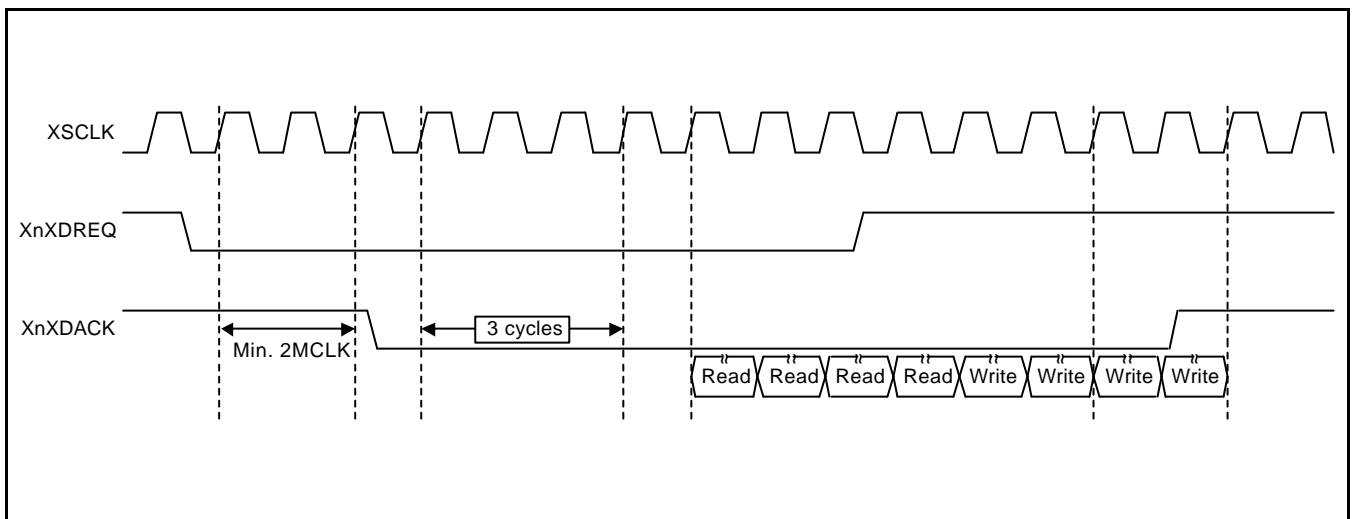 XSCLK
XnXDREQ
XnXDACK
3 cycles
Min. 2MCLK
Read Read Read Read Write Write Write Write